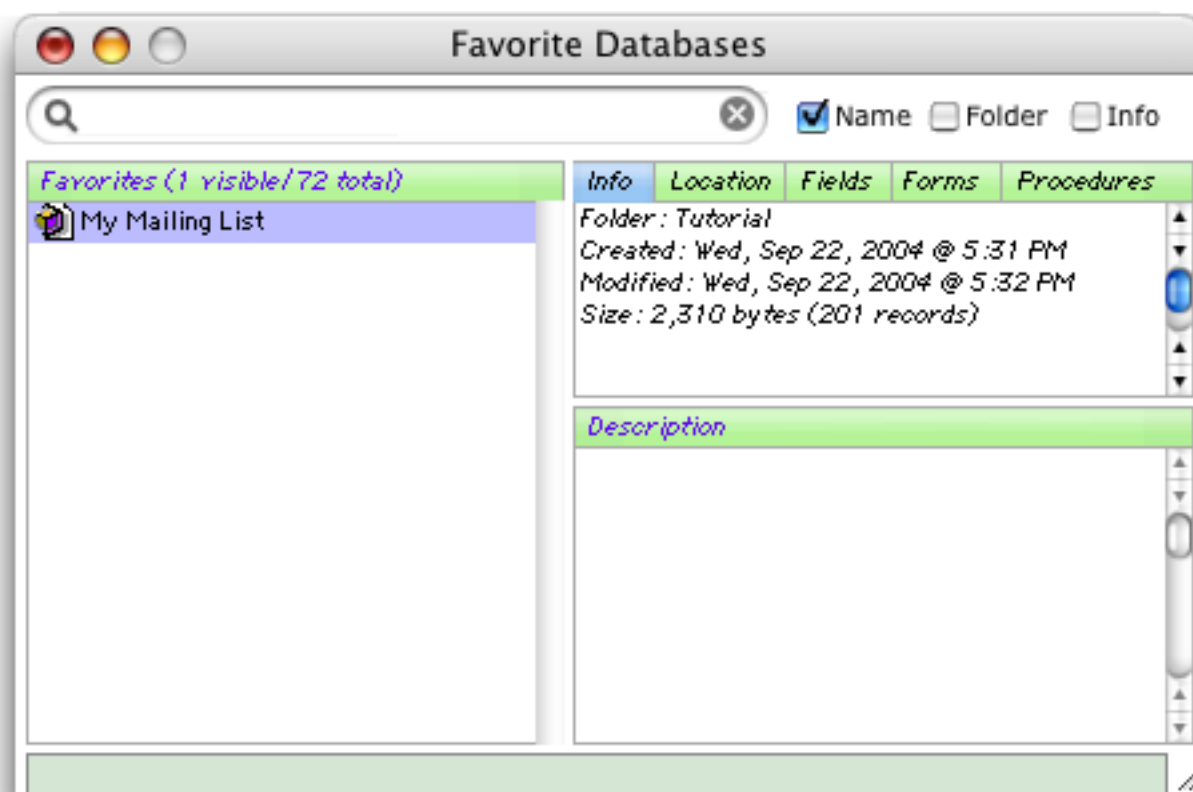 Favorite Databases
Name Folder Info
Favorites (1 visible/72 total)
My Mailing List
Info Location Fields Forms Procedures
Folder: Tutorial
Created: Wed, Sep 22, 2004 @ 5:31 PM
Modified: Wed, Sep 22, 2004 @ 5:32 PM
Size: 2,310 bytes (201 records)
Description